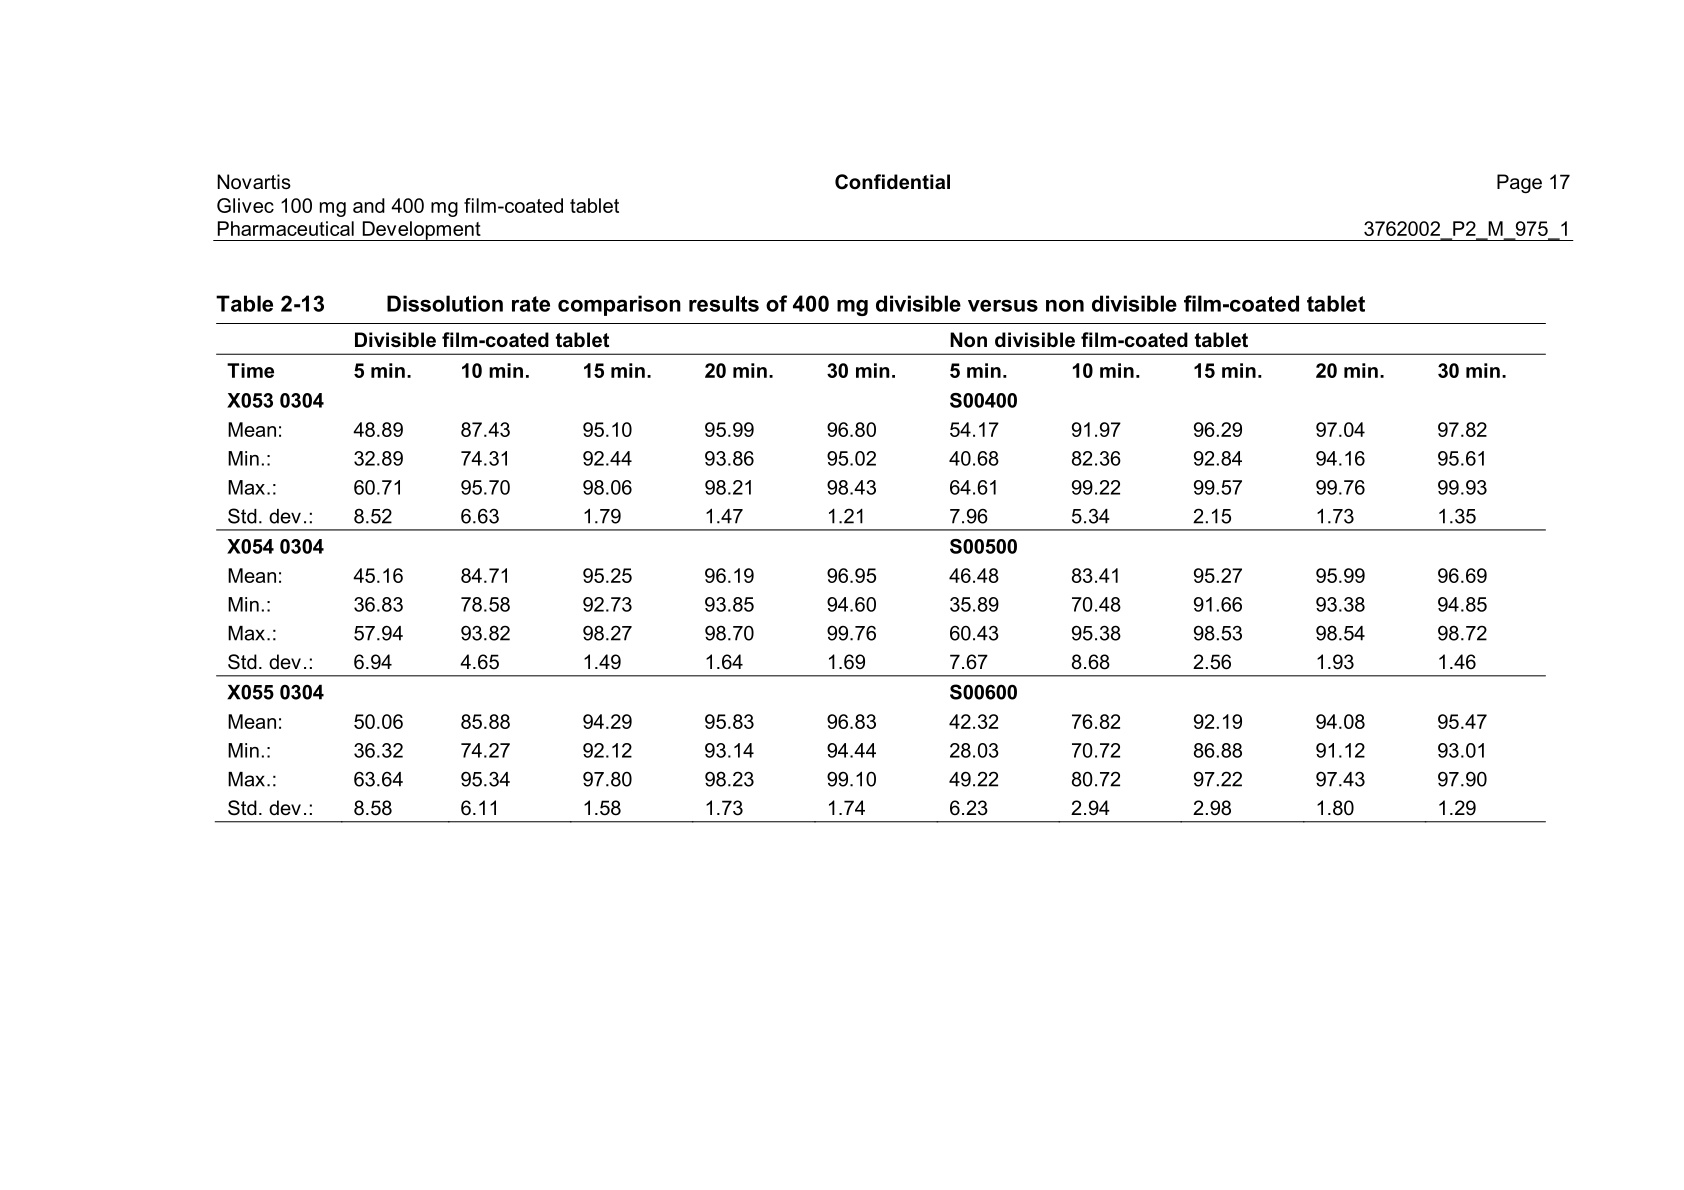 Novartis Confidential Page 17
Glivec 100 mg and 400 mg film-coated tablet
Pharmaceutical Development 3762002_P2_M_975_1
Table 2-13 Dissolution rate comparison results of 400 mg divisible versus non divisible film-coated tablet
Divisible film-coated tablet Non divisible film-coated tablet
Time 5 min. 10 min. 15 min. 20 min. 30 min. 5 min. 10 min. 15 min. 20 min. 30 min.
X053 0304 S00400
Mean: 48.89 87.43 95.10 95.99 96.80 54.17 91.97 96.29 97.04 97.82
Min.: 32.89 74.31 92.44 93.86 95.02 40.68 82.36 92.84 94.16 95.61
Max.: 60.71 95.70 98.06 98.21 98.43 64.61 99.22 99.57 99.76 99.93
Std. dev.: 8.52 6.63 1.79 1.47 1.21 7.96 5.34 2.15 1.73 1.35
X054 0304 S00500
Mean: 45.16 84.71 95.25 96.19 96.95 46.48 83.41 95.27 95.99 96.69
Min.: 36.83 78.58 92.73 93.85 94.60 35.89 70.48 91.66 93.38 94.85
Max.: 57.94 93.82 98.27 98.70 99.76 60.43 95.38 98.53 98.54 98.72
Std. dev.: 6.94 4.65 1.49 1.64 1.69 7.67 8.68 2.56 1.93 1.46
X055 0304 S00600
Mean: 50.06 85.88 94.29 95.83 96.83 42.32 76.82 92.19 94.08 95.47
Min.: 36.32 74.27 92.12 93.14 94.44 28.03 70.72 86.88 91.12 93.01
Max.: 63.64 95.34 97.80 98.23 99.10 49.22 80.72 97.22 97.43 97.90
Std. dev.: 8.58 6.11 1.58 1.73 1.74 6.23 2.94 2.98 1.80 1.29